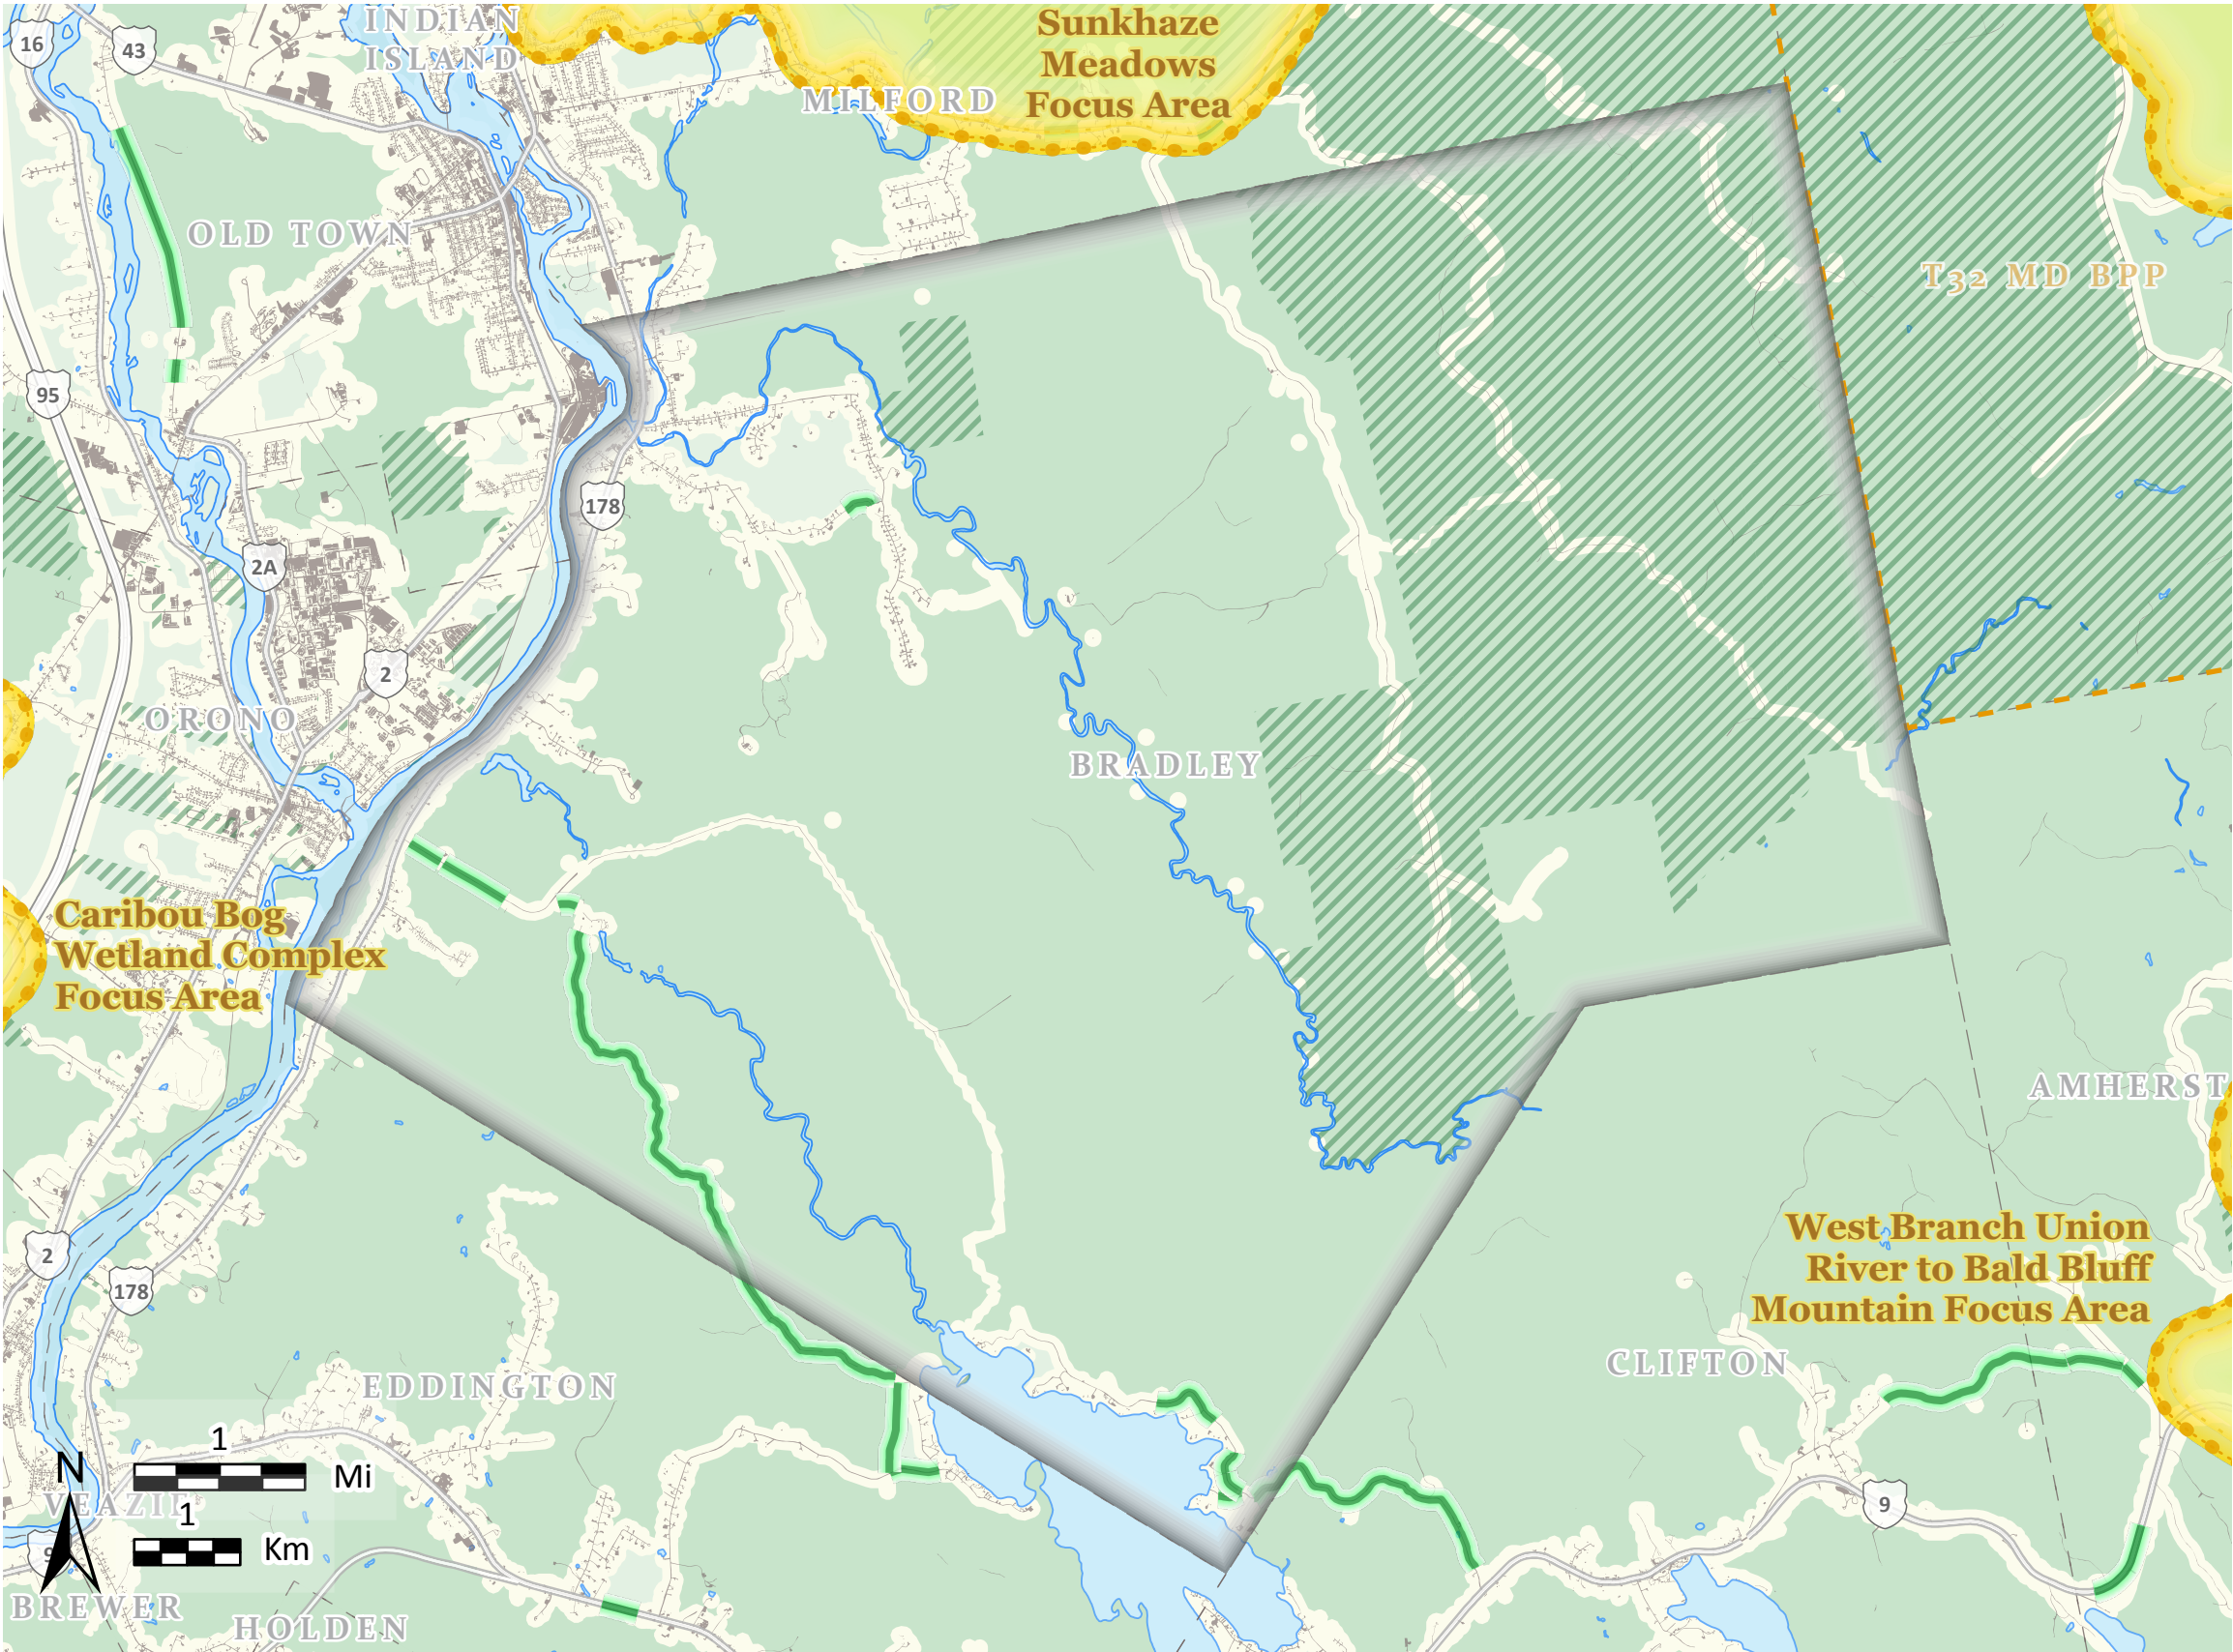 INDIAN
ISLAND
16
43
Sunkhaze
Meadows
Focus Area
MILFORD
OLD TOWN
T32 MD BPP
95
178
2A
2
ORONO
BRADLEY
Caribou Bog
Wetland Complex
Focus Area
AMHERST
West Branch Union
River to Bald Bluff
Mountain Focus Area
2
178
CLIFTON
EDDINGTON
1
Mi
N
VEAZIE
1
Km
9
9
BREWER
HOLDEN